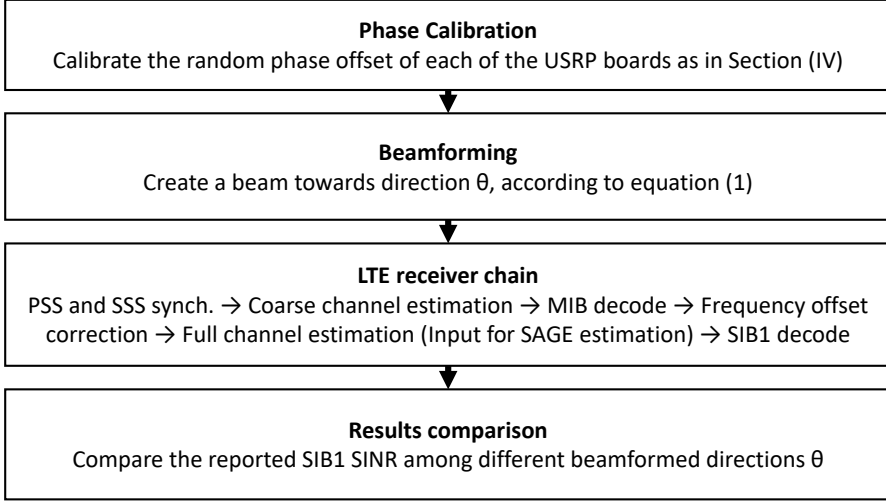 Phase Calibration
Calibrate the random phase offset of each of the USRP boards as in Section (IV)
Beamforming
Create a beam towards direction θ, according to equation (1)
LTE receiver chain
PSS and SSS synch. → Coarse channel estimation → MIB decode → Frequency offset
correction → Full channel estimation (Input for SAGE estimation) → SIB1 decode
Results comparison
Compare the reported SIB1 SINR among different beamformed directions θ